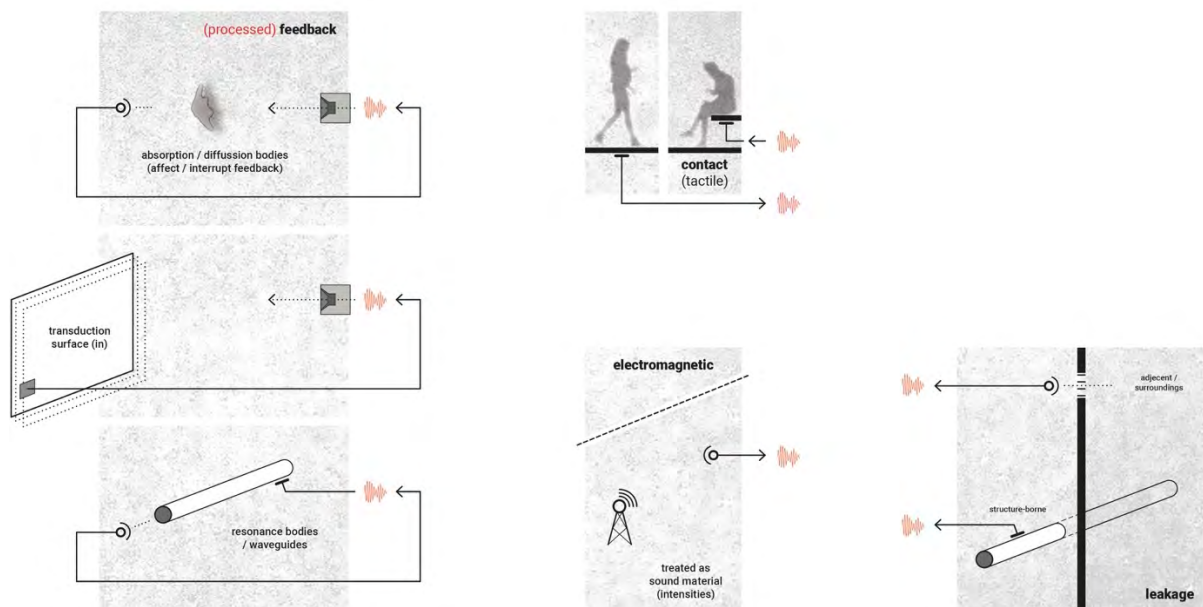 (processed) feedback
absorption / diffussion bodies
(affect / interrupt feedback)
transduction
surface (in)
resonance bodies
/ waveguides
contact
(tactile)
electromagnetic
treated as
sound material
(intensities)
adjecent /
surroundings
structure-borne
leakage